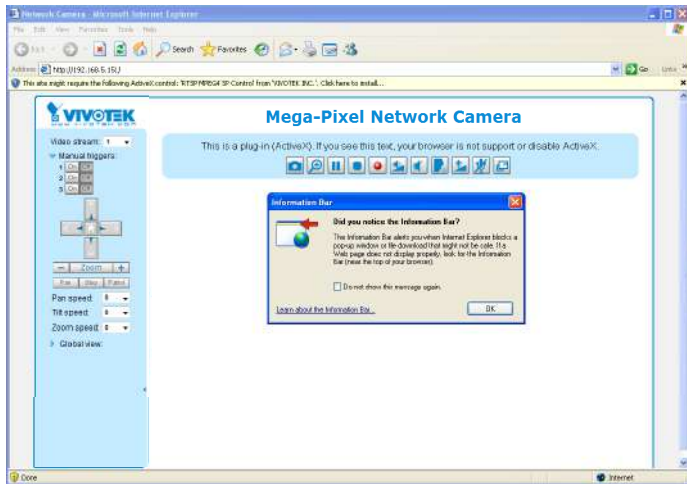 Network Camera - Microsoft Internet Explorer
File Edit View Favorites Tools Help
Search Favorites
Address http://192.168.5.151/ Go Links
This site might require the following ActiveX control: 'RTSP MPEG4 SP Control' from 'VIVOTEK INC.'. Click here to install...
VIVOTEK
Mega-Pixel Network Camera
Video stream: 1
This is a plug-in (ActiveX). If you see this text, your browser is not support or disable ActiveX.
Manual triggers:
1 On Off
2 On Off
3 On Off
Information Bar
Did you notice the Information Bar?
The Information Bar alerts you when Internet Explorer blocks a
pop-up window or file download that might not be safe. If a
Web page does not display properly, look for the Information
Bar (near the top of your browser).
Do not show this message again.
Learn about the Information Bar... OK
Zoom
Pan Stop Patrol
Pan speed: 0
Tilt speed: 0
Zoom speed: 0
Global view:
Done Internet